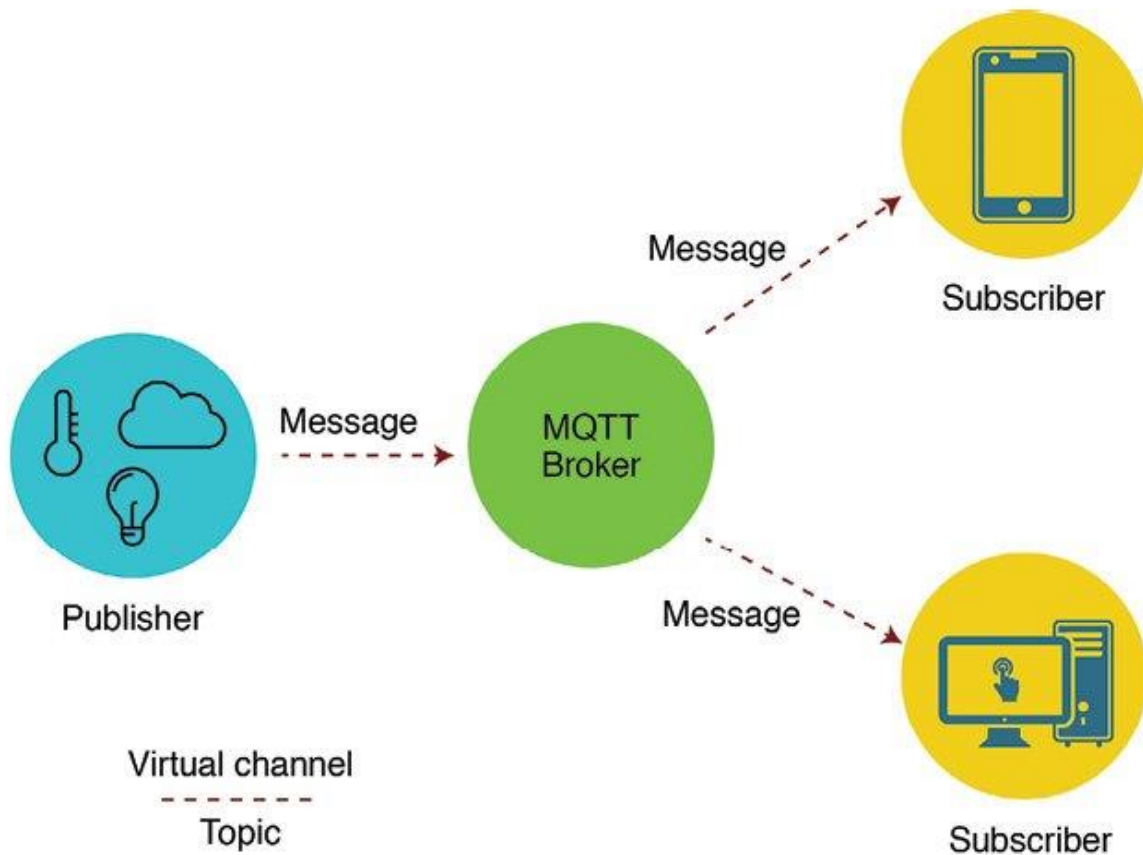 Message
Subscriber
Message
MQTT
Broker
Publisher
Message
Virtual channel
Topic
Subscriber